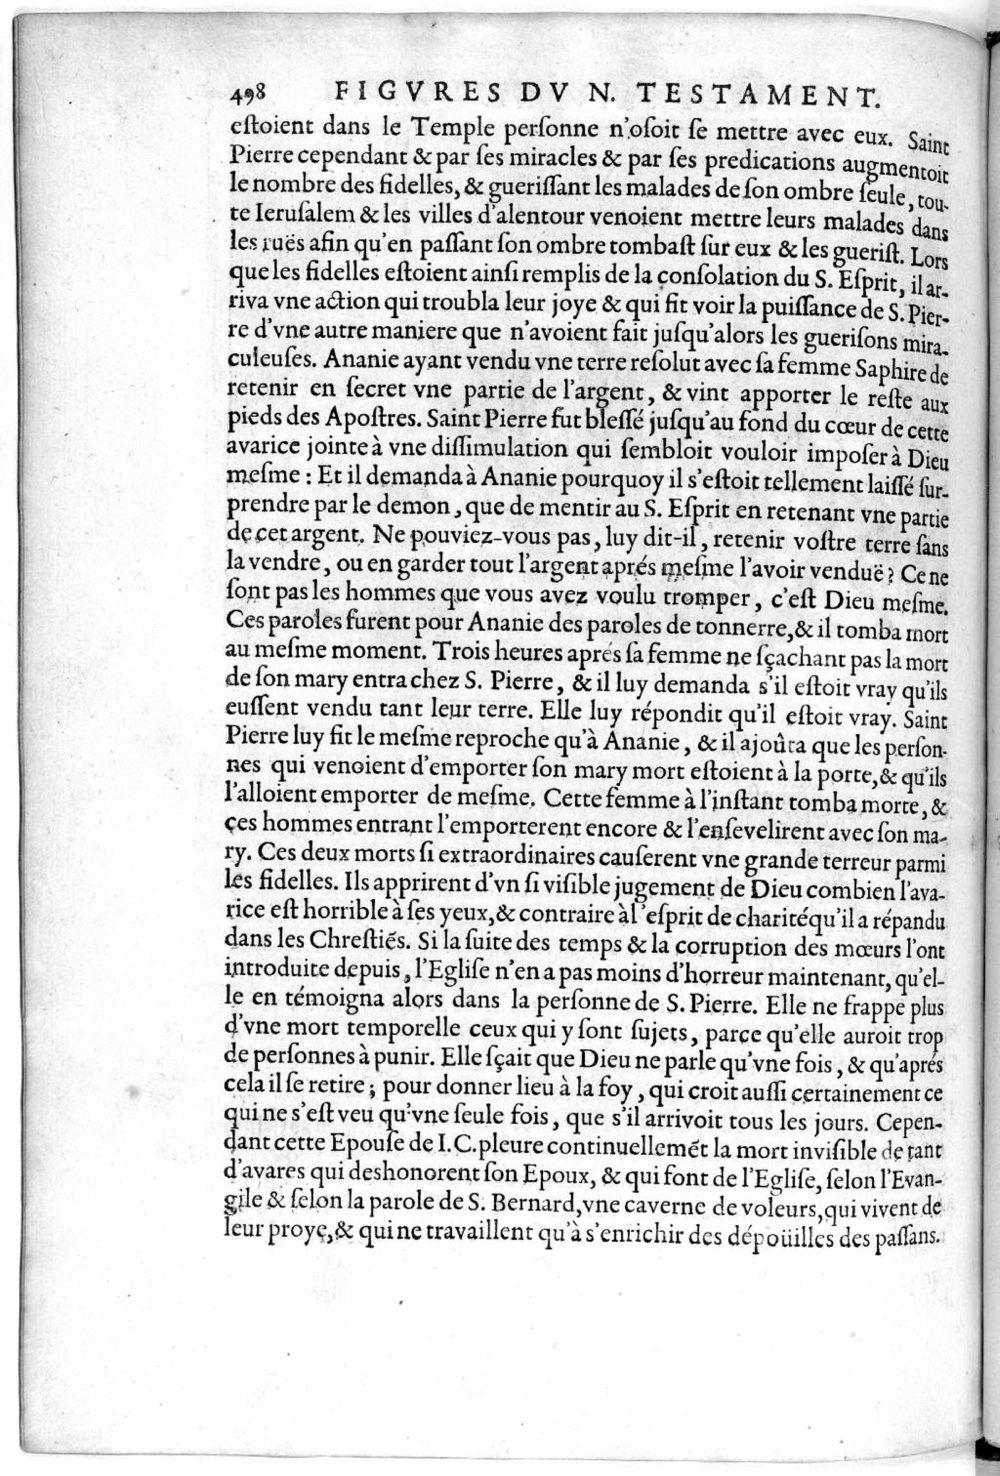 498 FIGVRES DV N. TESTAMENT.
eſtoient dans le Temple perſonne n'oſoit ſe mettre avec eux. Saint
Pierre cependant & par ſes miracles & par ſes predications augmentoit
le nombre des fidelles, & gueriſſant les malades de ſon ombre ſeule, tou-
te Ieruſalem & les villes d'alentour venoient mettre leurs malades dans
les ruës afin qu'en paſſant ſon ombre tombaſt ſur eux & les gueriſt. Lors
que les fidelles eſtoient ainſi remplis de la conſolation du S. Eſprit, il ar-
riva vne action qui troubla leur joye & qui fit voir la puiſſance de S. Pier-
re d'vne autre maniere que n'avoient fait juſqu'alors les gueriſons mira-
culeuſes. Ananie ayant vendu vne terre reſolut avec ſa femme Saphire de
retenir en ſecret vne partie de l'argent, & vint apporter le reſte aux
pieds des Apoſtres. Saint Pierre fut bleſſé juſqu'au fond du cœur de cette
avarice jointe à vne diſſimulation qui ſembloit vouloir impoſer à Dieu
meſme : Et il demanda à Ananie pourquoy il s'eſtoit tellement laiſſé ſur-
prendre par le demon, que de mentir au S. Eſprit en retenant vne partie
de cet argent. Ne pouviez-vous pas, luy dit-il, retenir voſtre terre ſans
la vendre, ou en garder tout l'argent aprés meſme l'avoir venduë? Ce ne
ſont pas les hommes que vous avez voulu tromper, c'eſt Dieu meſme.
Ces paroles furent pour Ananie des paroles de tonnerre, & il tomba mort
au meſme moment. Trois heures aprés ſa femme ne ſçachant pas la mort
de ſon mary entra chez S. Pierre, & il luy demanda s'il eſtoit vray qu'ils
euſſent vendu tant leur terre. Elle luy répondit qu'il eſtoit vray. Saint
Pierre luy fit le meſme reproche qu'à Ananie, & il ajoûta que les perſon-
nes qui venoient d'emporter ſon mary mort eſtoient à la porte, & qu'ils
l'alloient emporter de meſme. Cette femme à l'inſtant tomba morte, &
ces hommes entrant l'emporterent encore & l'enſevelirent avec ſon ma-
ry. Ces deux morts ſi extraordinaires cauſerent vne grande terreur parmi
les fidelles. Ils apprirent d'vn ſi viſible jugement de Dieu combien l'ava-
rice eſt horrible à ſes yeux, & contraire à l'eſprit de charité qu'il a répandu
dans les Chreſtiẽs. Si la ſuite des temps & la corruption des mœurs l'ont
introduite depuis, l'Egliſe n'en a pas moins d'horreur maintenant, qu'el-
le en témoigna alors dans la perſonne de S. Pierre. Elle ne frappe plus
d'vne mort temporelle ceux qui y ſont ſujets, parce qu'elle auroit trop
de perſonnes à punir. Elle ſçait que Dieu ne parle qu'vne fois, & qu'aprés
cela il ſe retire ; pour donner lieu à la foy, qui croit auſſi certainement ce
qui ne s'eſt veu qu'vne ſeule fois, que s'il arrivoit tous les jours. Cepen-
dant cette Epouſe de I. C. pleure continuellemẽt la mort inviſible de tant
d'avares qui deshonorent ſon Epoux, & qui font de l'Egliſe, ſelon l'Evan-
gile & ſelon la parole de S. Bernard, vne caverne de voleurs, qui vivent de
leur proye, & qui ne travaillent qu'à s'enrichir des dépoüilles des paſſans.